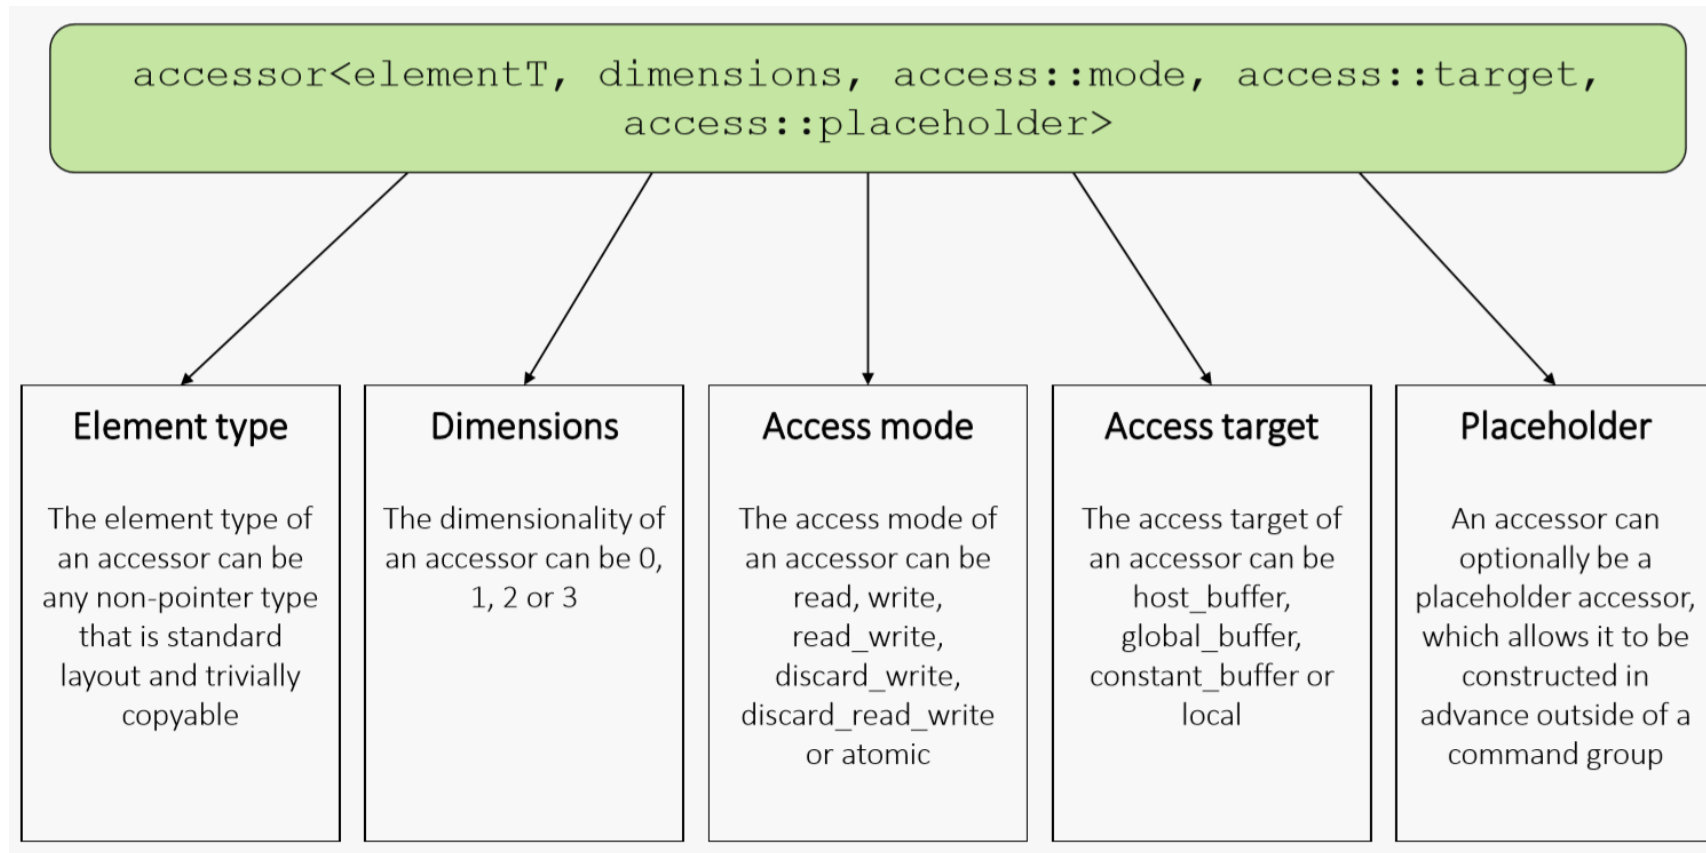 accessor<elementT, dimensions, access::mode, access::target,
access::placeholder>
Element type
The element type of
an accessor can be
any non-pointer type
that is standard
layout and trivially
copyable
Dimensions
The dimensionality of
an accessor can be 0,
1, 2 or 3
Access mode
The access mode of
an accessor can be
read, write,
read_write,
discard_write,
discard_read_write
or atomic
Access target
The access target of
an accessor can be
host_buffer,
global_buffer,
constant_buffer or
local
Placeholder
An accessor can
optionally be a
placeholder accessor,
which allows it to be
constructed in
advance outside of a
command group